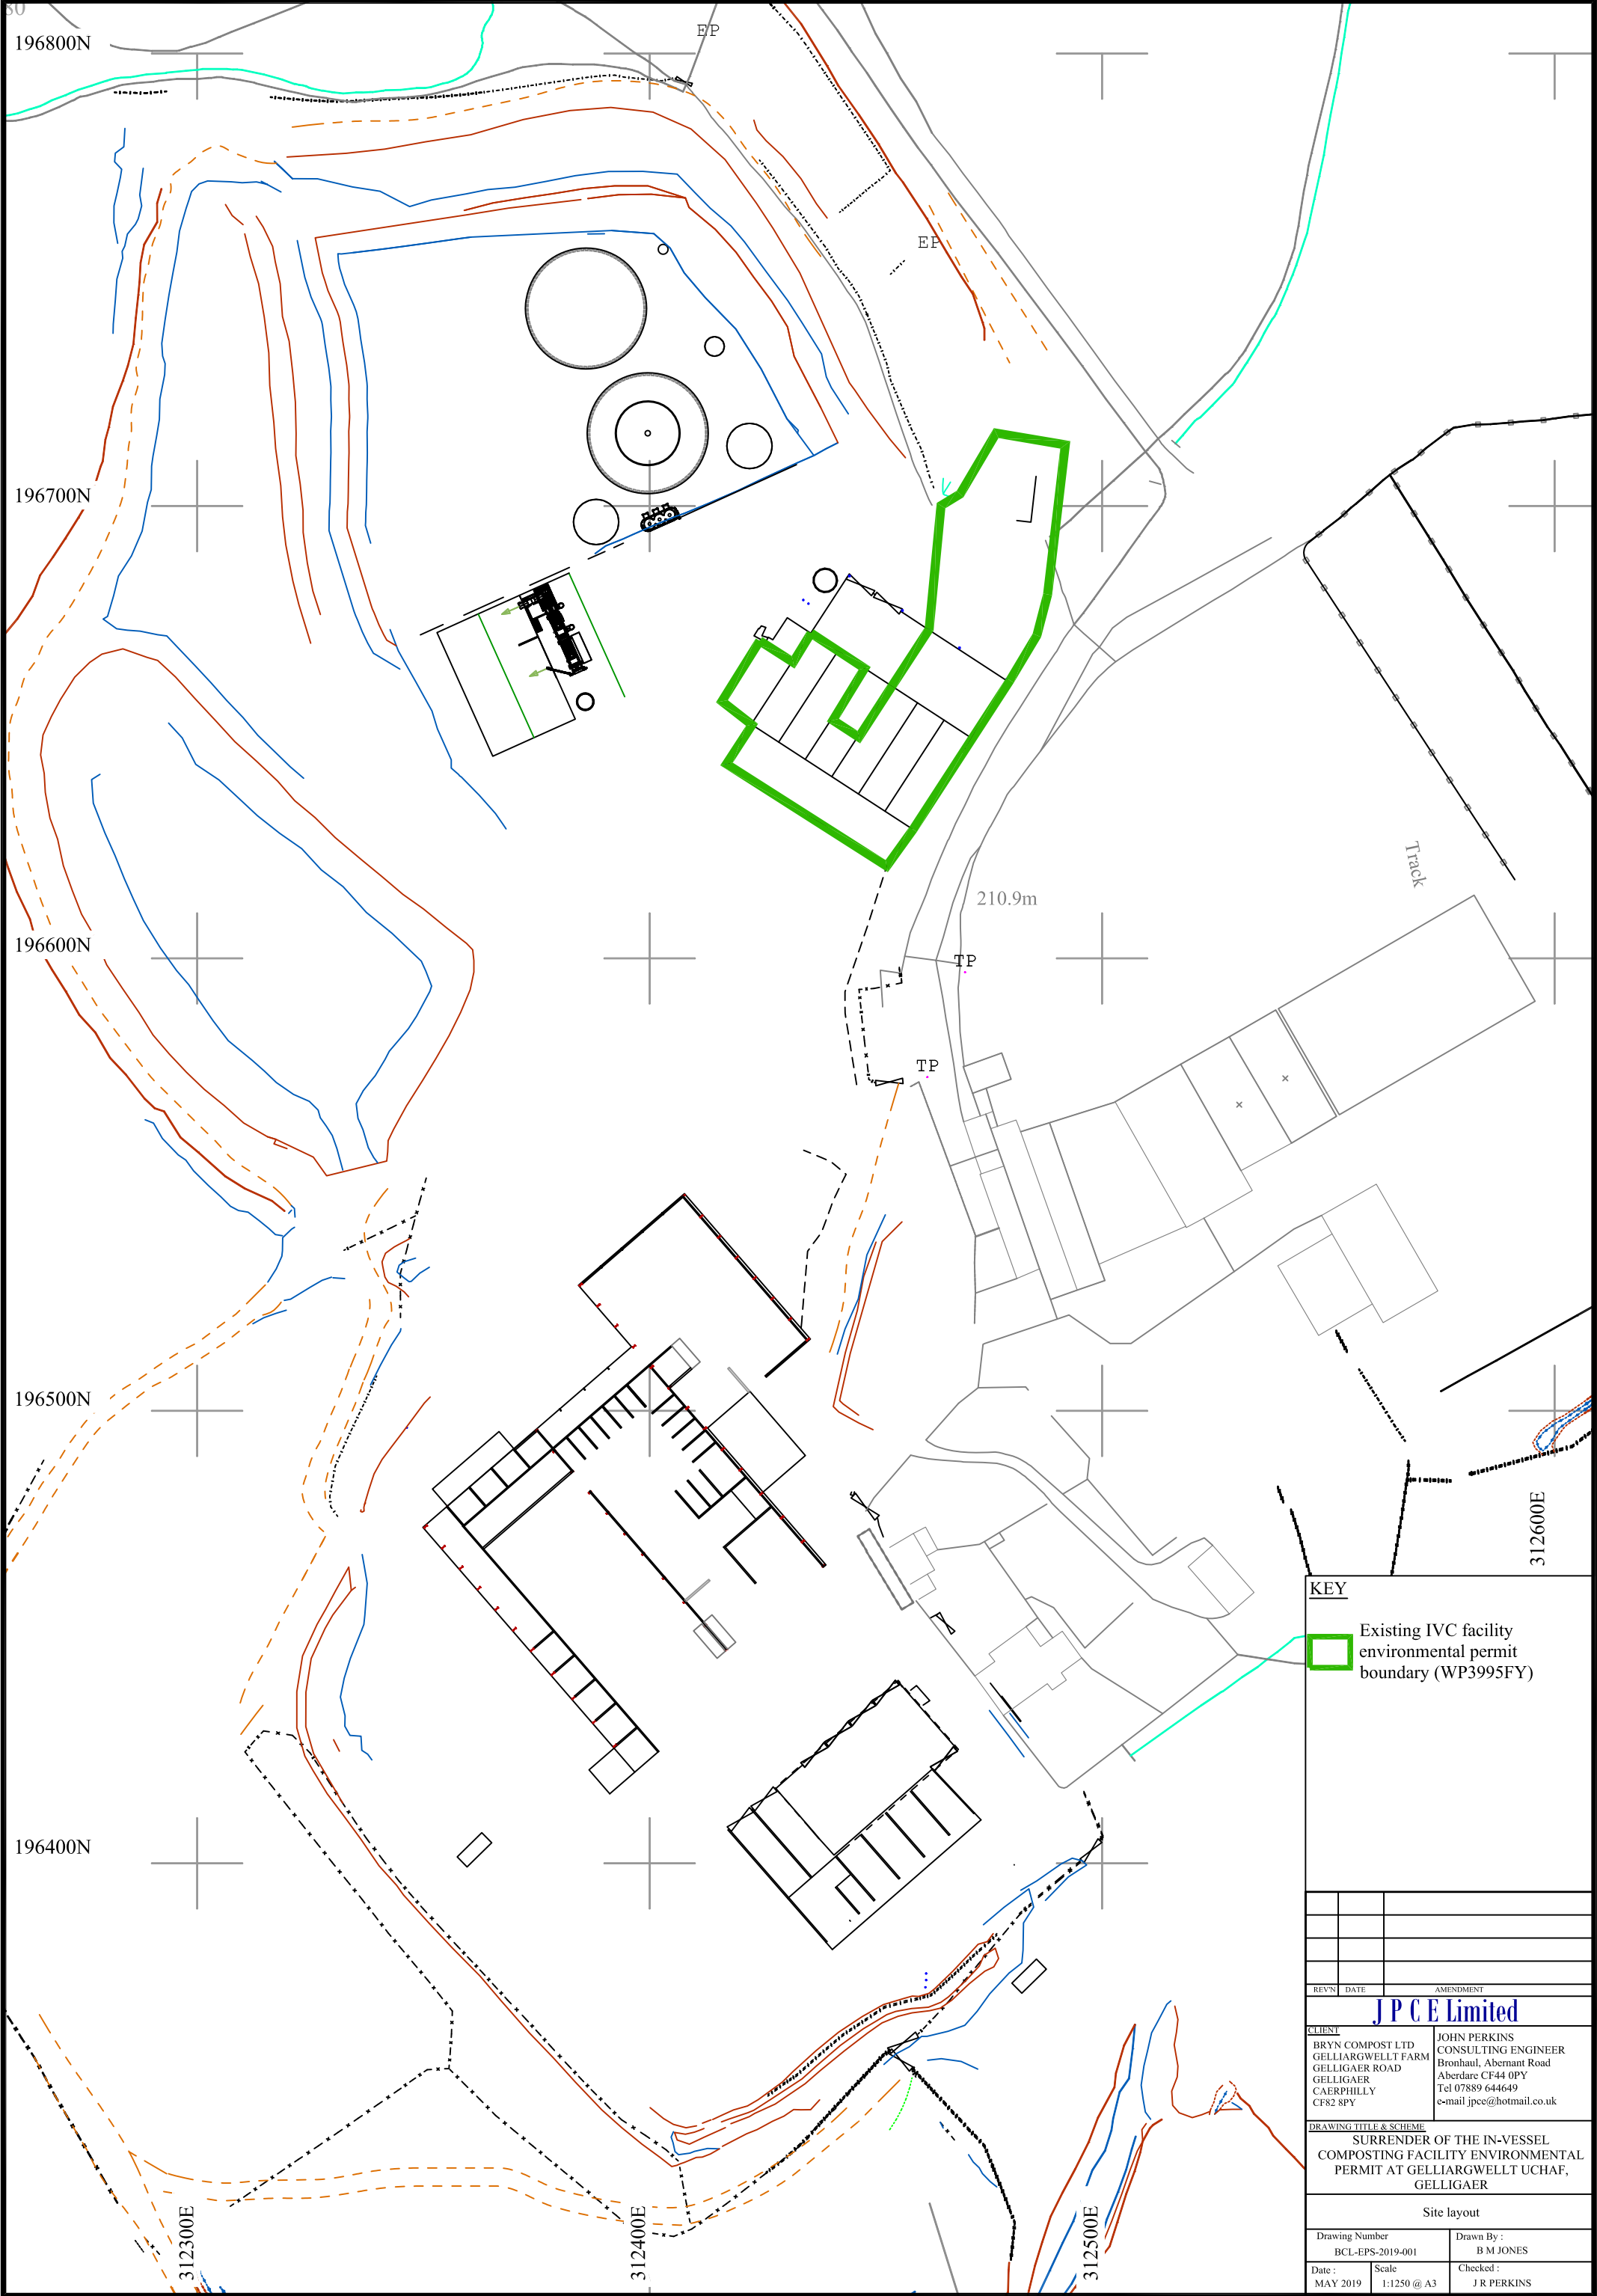 80
196800N
EP
EP
196700N
Track
210.9m
196600N
TP
TP
196500N
312600E
KEY
Existing IVC facility
environmental permit
boundary (WP3995FY)
196400N
REV'N DATE AMENDMENT
J P C E Limited
CLIENT
BRYN COMPOST LTD
GELLIARGWELLT FARM
GELLIGAER ROAD
GELLIGAER
CAERPHILLY
CF82 8PY
JOHN PERKINS
CONSULTING ENGINEER
Bronhaul, Abernant Road
Aberdare CF44 0PY
Tel 07889 644649
e-mail jpce@hotmail.co.uk
DRAWING TITLE & SCHEME
SURRENDER OF THE IN-VESSEL
COMPOSTING FACILITY ENVIRONMENTAL
PERMIT AT GELLIARGWELLT UCHAF,
GELLIGAER
Site layout
312300E
312400E
312500E
Drawing Number
BCL-EPS-2019-001
Drawn By :
B M JONES
Date :
MAY 2019
Scale
1:1250 @ A3
Checked :
J R PERKINS